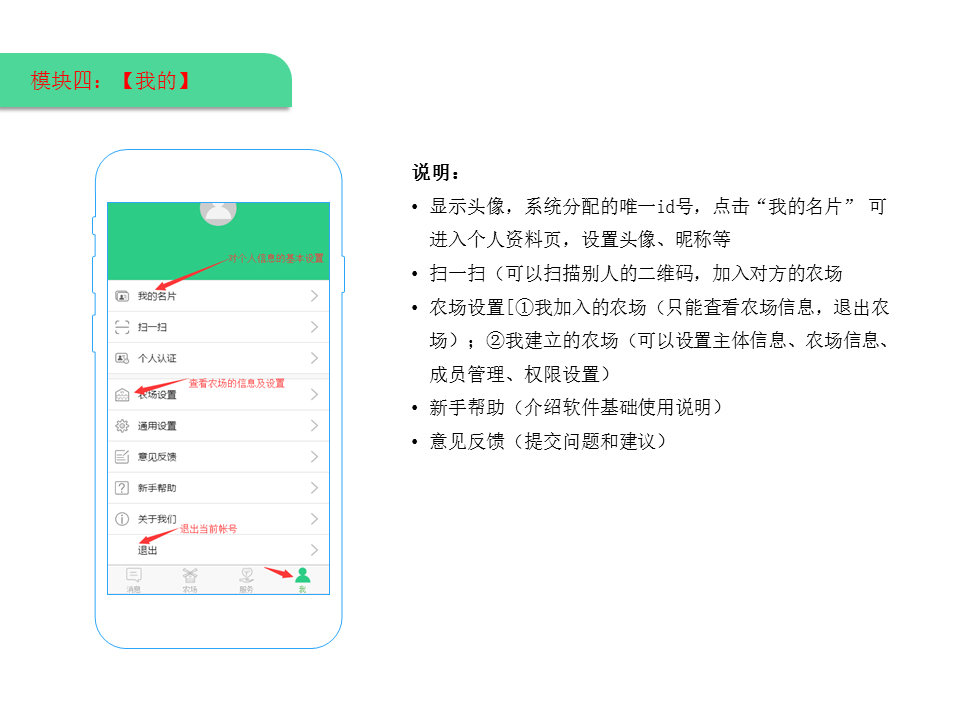 模块四：【我的】
对个人信息的基本设置
我的名片
扫一扫
个人认证
查看农场的信息及设置
农场设置
通用设置
意见反馈
新手帮助
关于我们
退出当前帐号
退出
消息 农场 服务 我
说明：
• 显示头像，系统分配的唯一id号，点击“我的名片” 可
进入个人资料页，设置头像、昵称等
• 扫一扫（可以扫描别人的二维码，加入对方的农场
• 农场设置[①我加入的农场（只能查看农场信息，退出农
场）；②我建立的农场（可以设置主体信息、农场信息、
成员管理、权限设置）
• 新手帮助（介绍软件基础使用说明）
• 意见反馈（提交问题和建议）